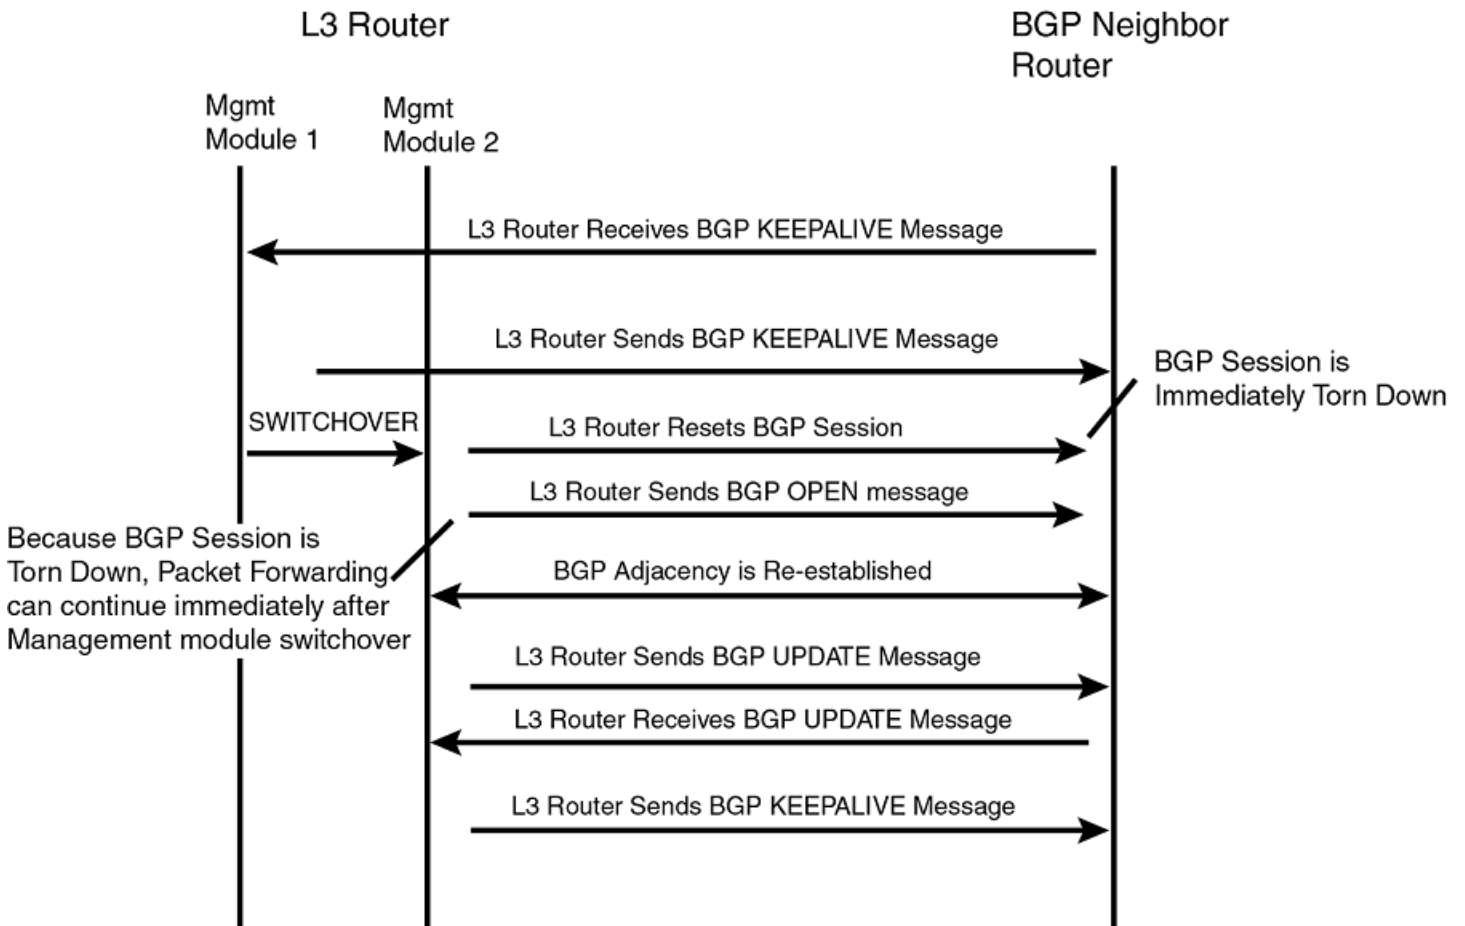 L3 Router
BGP Neighbor
Router
Mgmt
Module 1
Mgmt
Module 2
L3 Router Receives BGP KEEPALIVE Message
L3 Router Sends BGP KEEPALIVE Message
BGP Session is
Immediately Torn Down
SWITCHOVER
L3 Router Resets BGP Session
L3 Router Sends BGP OPEN message
Because BGP Session is
Torn Down, Packet Forwarding
can continue immediately after
Management module switchover
BGP Adjacency is Re-established
L3 Router Sends BGP UPDATE Message
L3 Router Receives BGP UPDATE Message
L3 Router Sends BGP KEEPALIVE Message